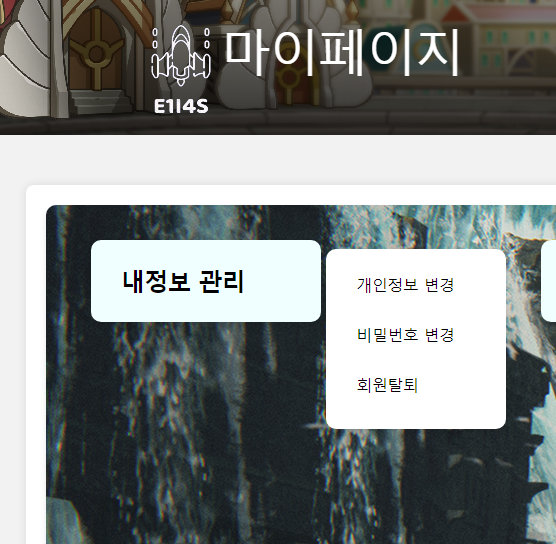 마이페이지
E1I4S
내정보 관리
개인정보 변경
비밀번호 변경
회원탈퇴